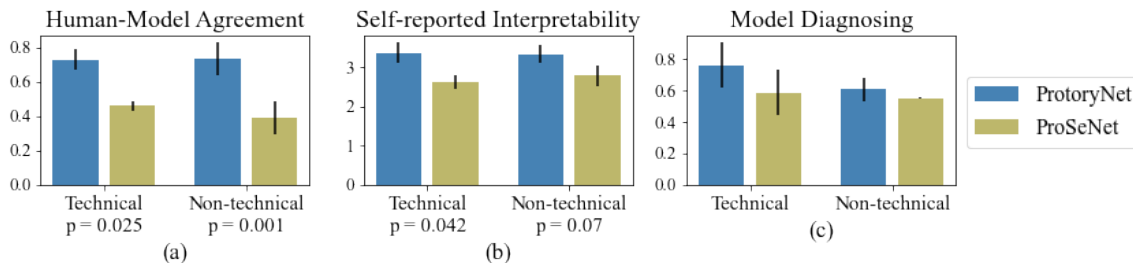 Human-Model Agreement
0.8
0.6
0.4
0.2
0.0
Technical
p = 0.025
Non-technical
p = 0.001
(a)
Self-reported Interpretability
3
2
1
0
Technical
p = 0.042
Non-technical
p = 0.07
(b)
Model Diagnosing
0.8
0.6
0.4
0.2
0.0
Technical
Non-technical
(c)
ProtoryNet
ProSeNet